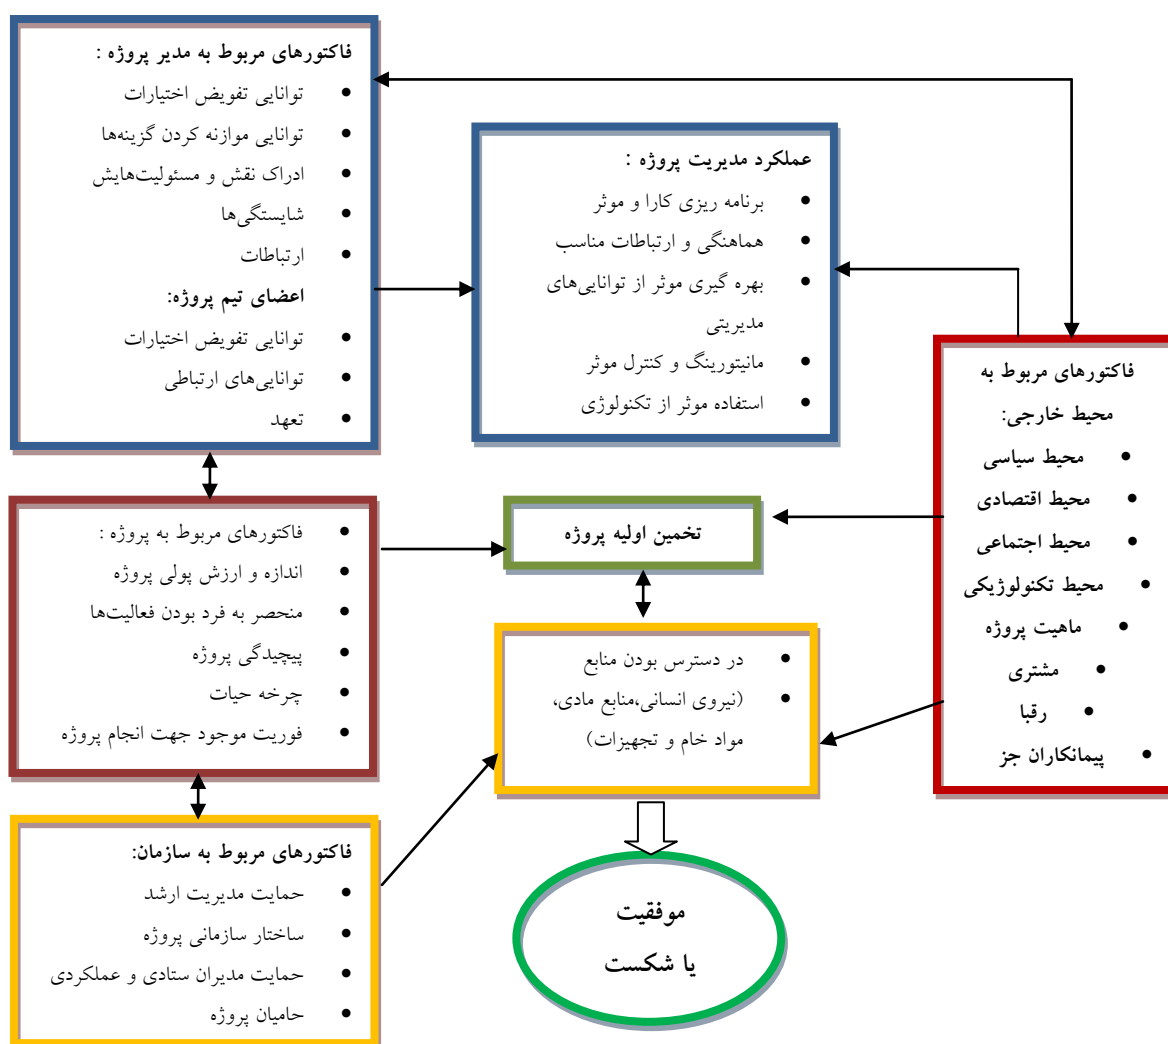 فاکتورهای مربوط به مدیر پروژه :
• توانایی تفویض اختیارات
• توانایی موازنه کردن گزینه‌ها
• ادراک نقش و مسئولیت‌هایش
• شایستگی‌ها
• ارتباطات
اعضای تیم پروژه:
• توانایی تفویض اختیارات
• توانایی‌های ارتباطی
• تعهد
عملکرد مدیریت پروژه :
• برنامه ریزی کارا و موثر
• هماهنگی و ارتباطات مناسب
• بهره گیری موثر از توانایی‌های
مدیریتی
• مانیتورینگ و کنترل موثر
• استفاده موثر از تکنولوژی
فاکتورهای مربوط به
محیط خارجی:
• محیط سیاسی
• محیط اقتصادی
• محیط اجتماعی
• محیط تکنولوژیکی
• ماهیت پروژه
• مشتری
• رقبا
• پیمانکاران جز
• فاکتورهای مربوط به پروژه :
• اندازه و ارزش پولی پروژه
• منحصر به فرد بودن فعالیت‌ها
• پیچیدگی پروژه
• چرخه حیات
• فوریت موجود جهت انجام پروژه
تخمین اولیه پروژه
• در دسترس بودن منابع
• (نیروی انسانی،منابع مادی،
مواد خام و تجهیزات)
فاکتورهای مربوط به سازمان:
• حمایت مدیریت ارشد
• ساختار سازمانی پروژه
• حمایت مدیران ستادی و عملکردی
• حامیان پروژه
موفقیت
یا شکست